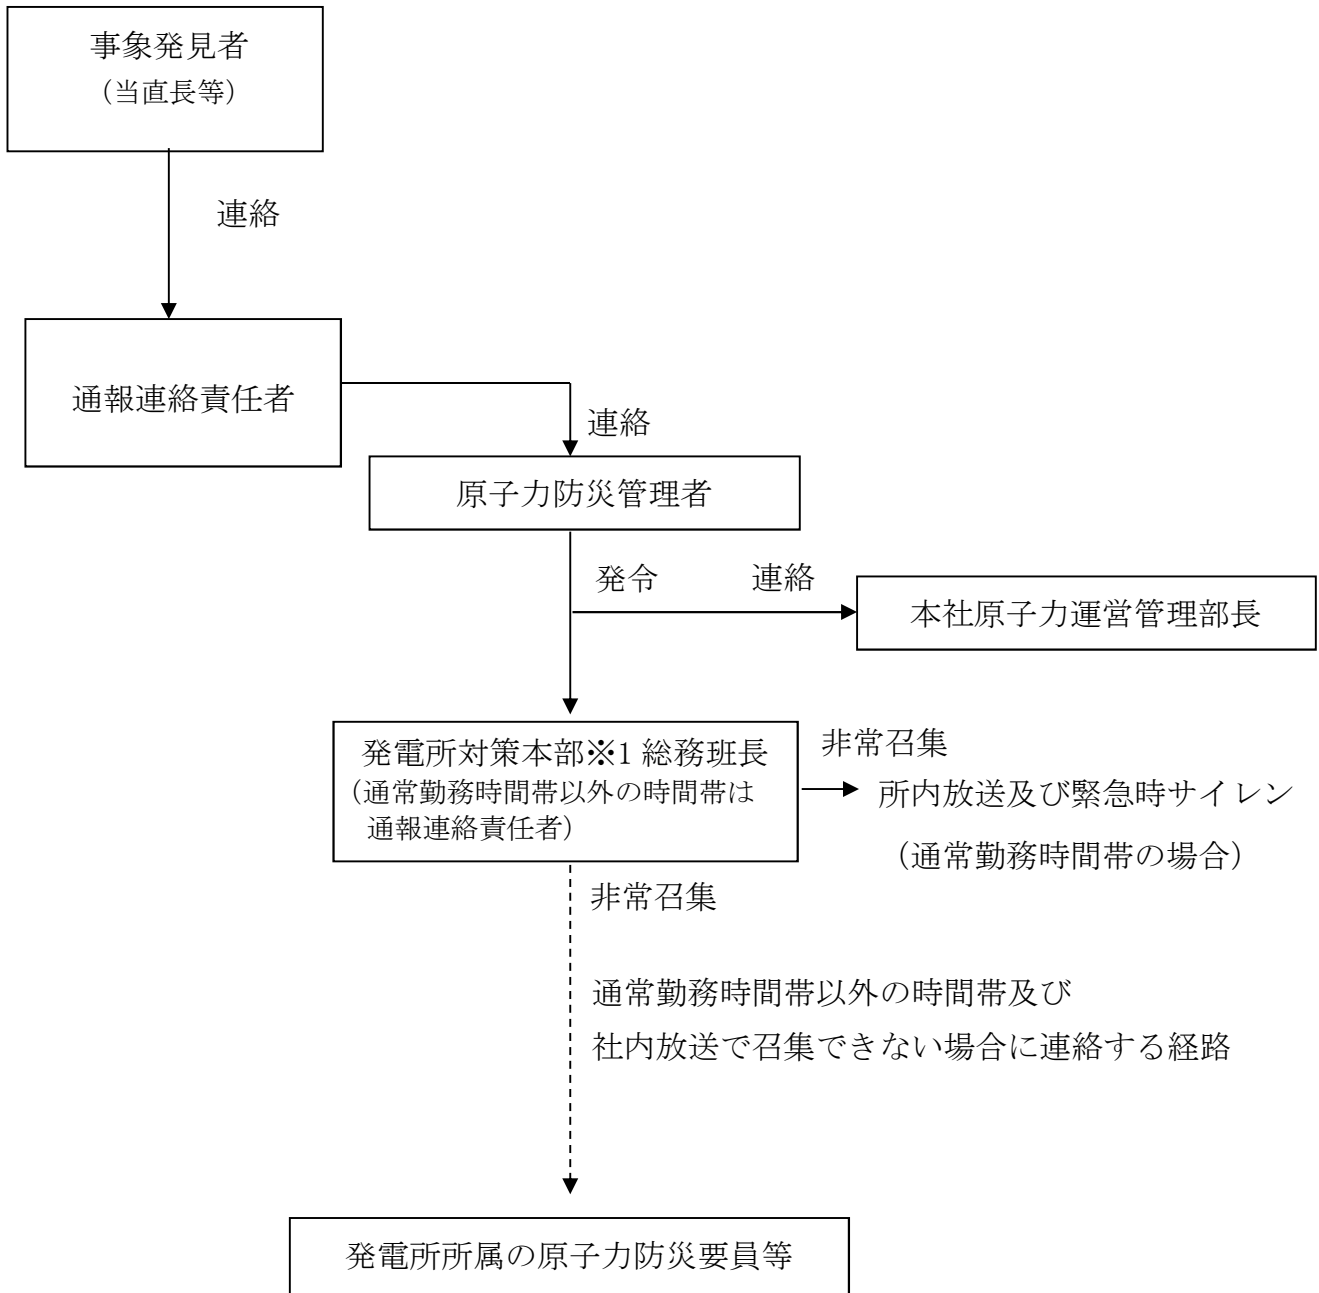 事象発見者
（当直長等）
連絡
通報連絡責任者
連絡
原子力防災管理者
発令
連絡
本社原子力運営管理部長
発電所対策本部※1 総務班長
（通常勤務時間帯以外の時間帯は
通報連絡責任者）
非常召集
所内放送及び緊急時サイレン
（通常勤務時間帯の場合）
非常召集
通常勤務時間帯以外の時間帯及び
社内放送で召集できない場合に連絡する経路
発電所所属の原子力防災要員等